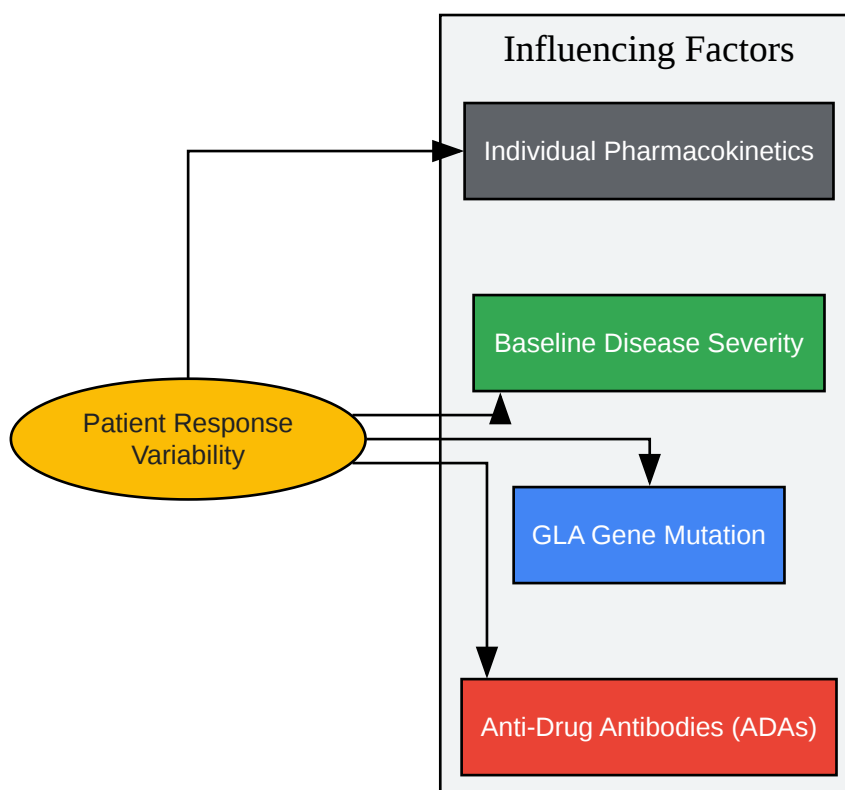 Influencing Factors
Individual Pharmacokinetics
Baseline Disease Severity
Patient Response
Variability
GLA Gene Mutation
Anti-Drug Antibodies (ADAs)